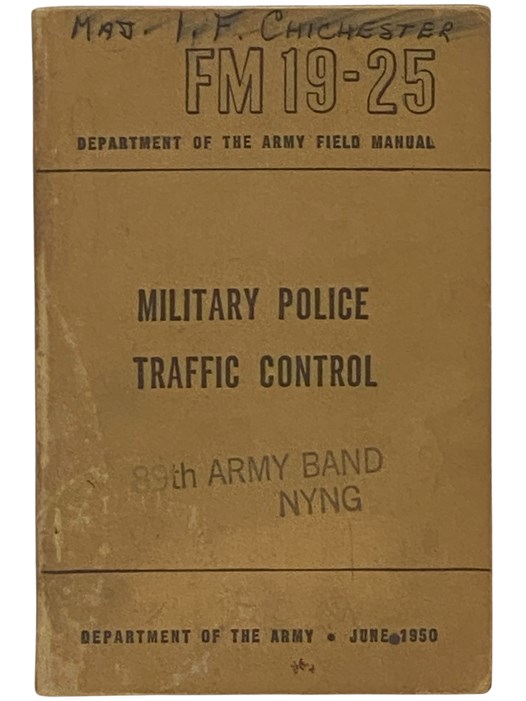 MAJ. I. F. CHICHESTER
FM 19-25
DEPARTMENT OF THE ARMY FIELD MANUAL
MILITARY POLICE
TRAFFIC CONTROL
89th ARMY BAND
NYNG
DEPARTMENT OF THE ARMY • JUNE 1950